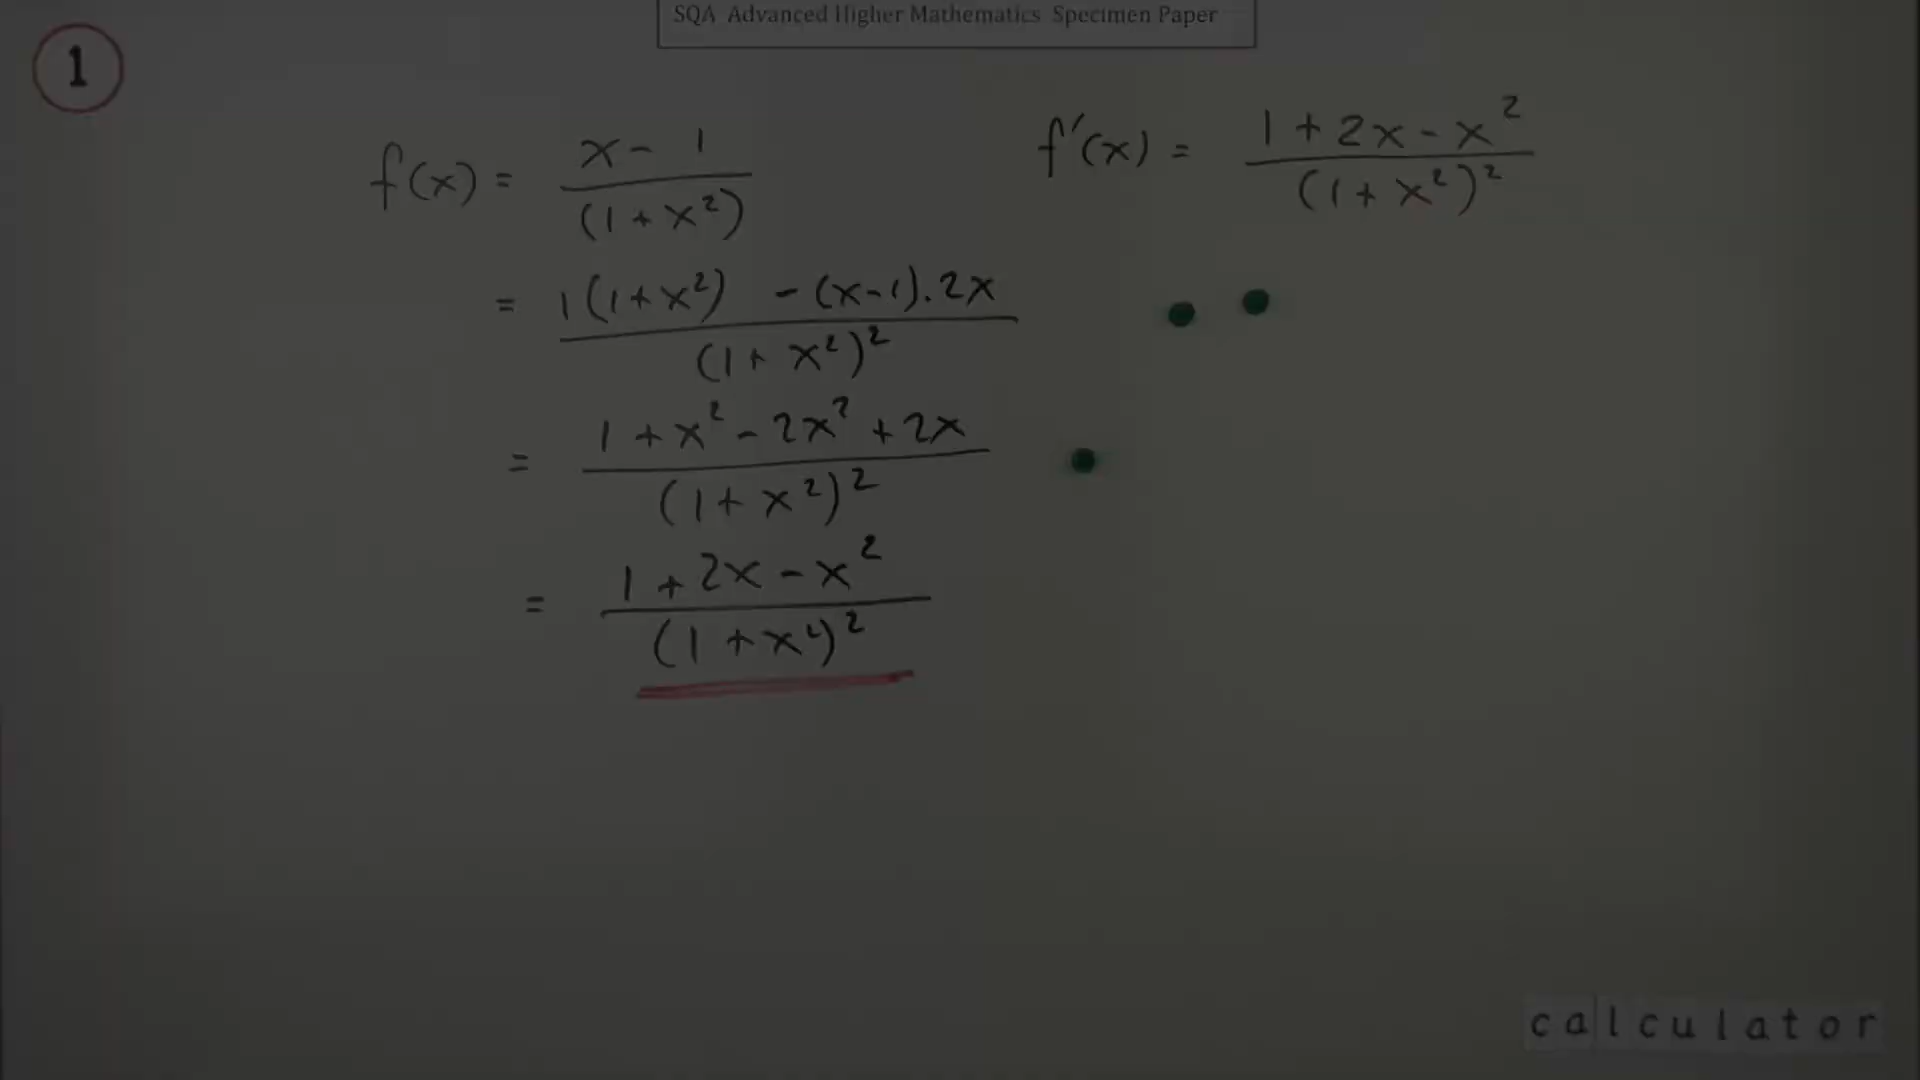 SQA Advanced Higher Mathematics Specimen Paper
1
f(x) = x - 1 / (1 + x²)
f'(x) = 1 + 2x - x² / (1 + x²)²
= 1(1+x²) - (x-1).2x / (1 + x²)²
= 1 + x² - 2x² + 2x / (1 + x²)²
= 1 + 2x - x² / (1 + x²)²
calculator